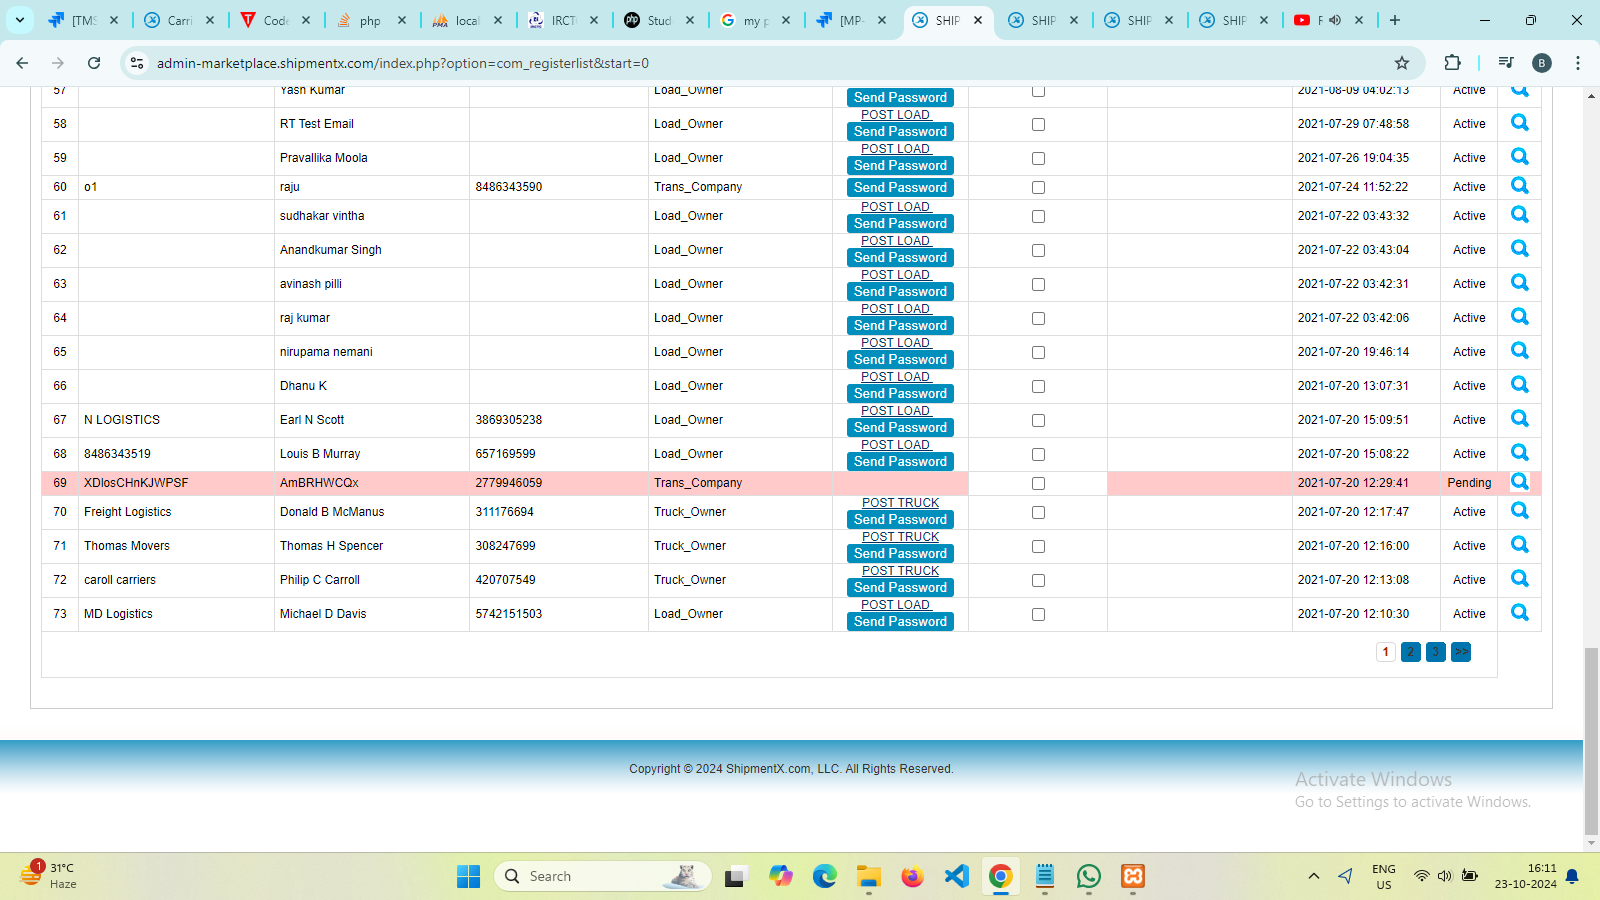 [TMS
Carri
Code
php
local
IRCT
Stud
my p
[MP-
SHIP
SHIP
SHIP
SHIP
F
admin-marketplace.shipmentx.com/index.php?option=com_registerlist&start=0
B
57 Yash Kumar Load_Owner Send Password 2021-08-09 04:02:13 Active
58 RT Test Email Load_Owner POST LOAD Send Password 2021-07-29 07:48:58 Active
59 Pravallika Moola Load_Owner POST LOAD Send Password 2021-07-26 19:04:35 Active
60 o1 raju 8486343590 Trans_Company Send Password 2021-07-24 11:52:22 Active
61 sudhakar vintha Load_Owner POST LOAD Send Password 2021-07-22 03:43:32 Active
62 Anandkumar Singh Load_Owner POST LOAD Send Password 2021-07-22 03:43:04 Active
63 avinash pilli Load_Owner POST LOAD Send Password 2021-07-22 03:42:31 Active
64 raj kumar Load_Owner POST LOAD Send Password 2021-07-22 03:42:06 Active
65 nirupama nemani Load_Owner POST LOAD Send Password 2021-07-20 19:46:14 Active
66 Dhanu K Load_Owner POST LOAD Send Password 2021-07-20 13:07:31 Active
67 N LOGISTICS Earl N Scott 3869305238 Load_Owner POST LOAD Send Password 2021-07-20 15:09:51 Active
68 8486343519 Louis B Murray 657169599 Load_Owner POST LOAD Send Password 2021-07-20 15:08:22 Active
69 XDlosCHnKJWPSF AmBRHWCQx 2779946059 Trans_Company 2021-07-20 12:29:41 Pending
70 Freight Logistics Donald B McManus 311176694 Truck_Owner POST TRUCK Send Password 2021-07-20 12:17:47 Active
71 Thomas Movers Thomas H Spencer 308247699 Truck_Owner POST TRUCK Send Password 2021-07-20 12:16:00 Active
72 caroll carriers Philip C Carroll 420707549 Truck_Owner POST TRUCK Send Password 2021-07-20 12:13:08 Active
73 MD Logistics Michael D Davis 5742151503 Load_Owner POST LOAD Send Password 2021-07-20 12:10:30 Active
1 2 3 >>
Copyright © 2024 ShipmentX.com, LLC. All Rights Reserved.
Activate Windows
Go to Settings to activate Windows.
1
31°C
Haze
Search
ENG
US
16:11
23-10-2024